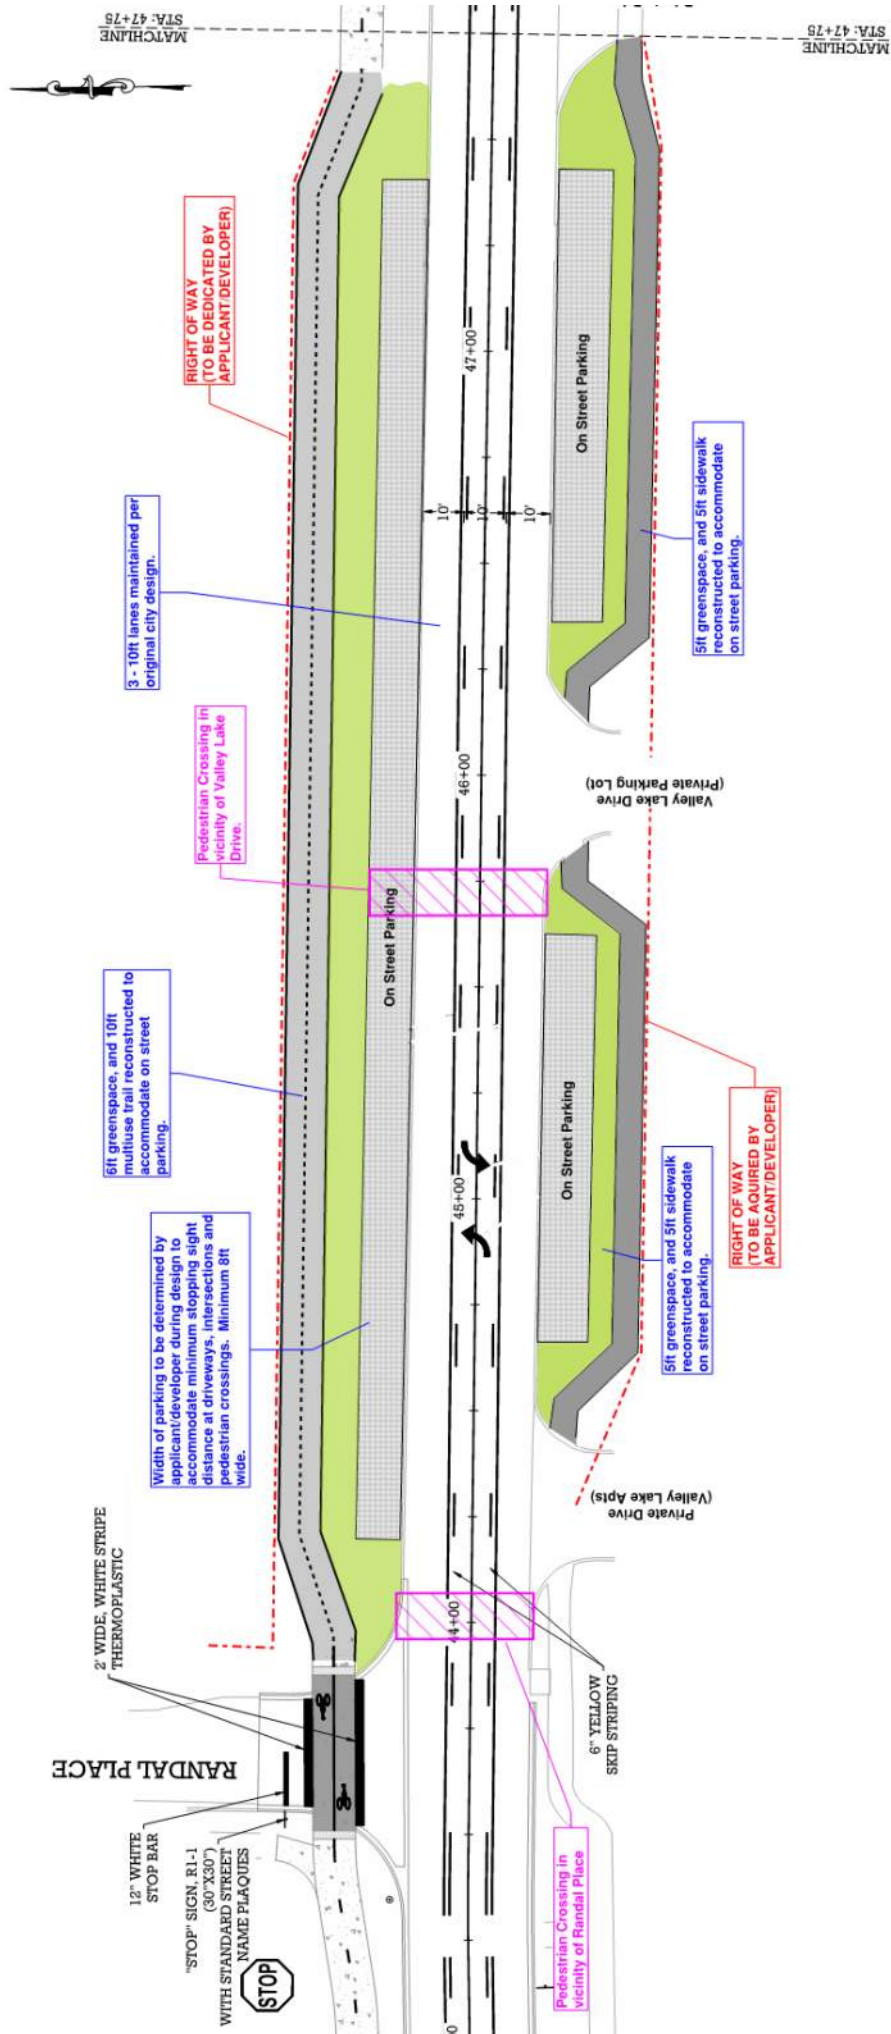 MATCHLINE
STA: 47+75
MATCHLINE
STA: 47+75
RIGHT OF WAY
(TO BE DEDICATED BY
APPLICANT/DEVELOPER)
3 - 10ft lanes maintained per
original city design.
Pedestrian Crossing in
vicinity of Valley Lake
Drive.
6ft greenspace, and 10ft
multiuse trail reconstructed to
accommodate on street
parking.
Width of parking to be determined by
applicant/developer during design to
accommodate minimum stopping sight
distance at driveways, intersections and
pedestrian crossings. Minimum 8ft
wide.
2' WIDE, WHITE STRIPE
THERMOPLASTIC
RANDAL PLACE
12" WHITE
STOP BAR
"STOP" SIGN, R1-1
(30"X30")
WITH STANDARD STREET
NAME PLAQUES
STOP
On Street Parking
47+00
46+00
45+00
44+00
10'
10'
10'
On Street Parking
On Street Parking
5ft greenspace, and 5ft sidewalk
reconstructed to accommodate
on street parking.
Valley Lake Drive
(Private Parking Lot)
RIGHT OF WAY
(TO BE AQUIRED BY
APPLICANT/DEVELOPER)
5ft greenspace, and 5ft sidewalk
reconstructed to accommodate
on street parking.
Private Drive
(Valley Lake Apts)
6" YELLOW
SKIP STRIPING
Pedestrian Crossing in
vicinity of Randal Place